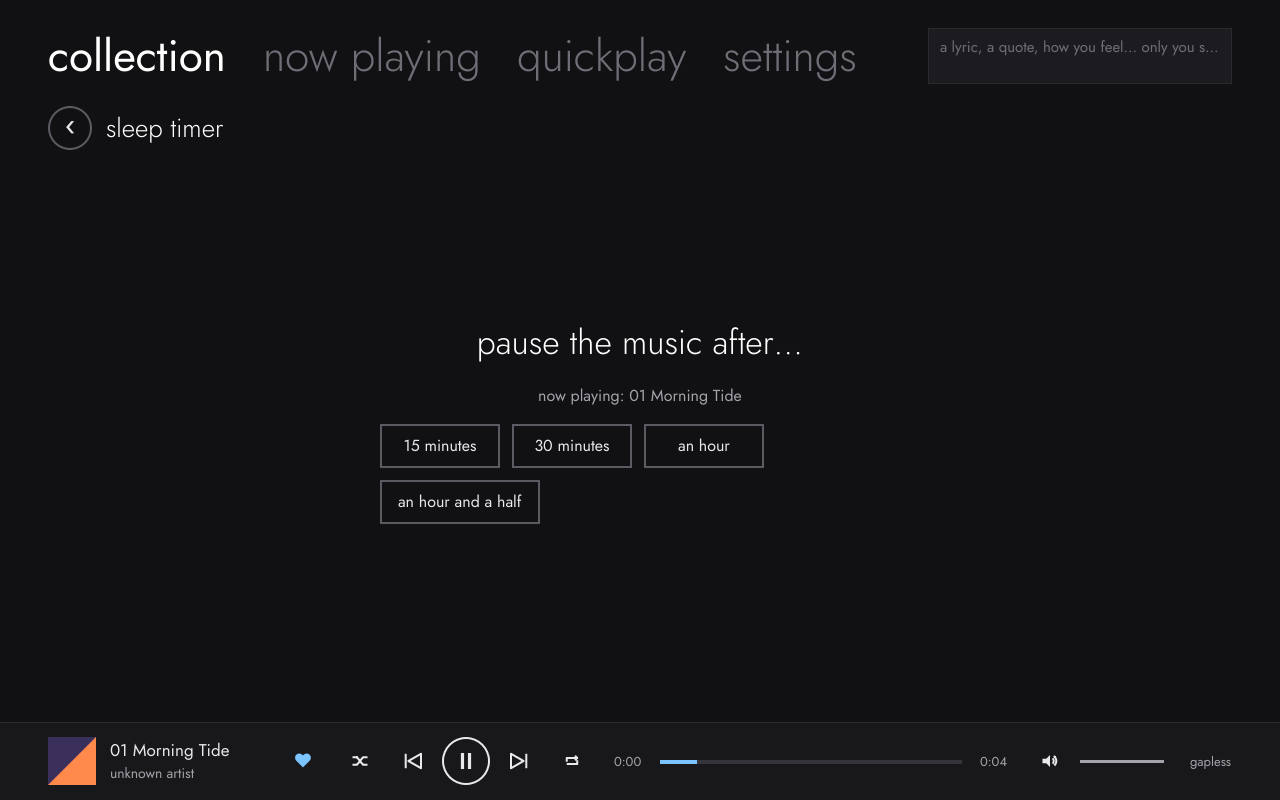 collection now playing quickplay settings
a lyric, a quote, how you feel... only you s...
sleep timer
pause the music after...
now playing: 01 Morning Tide
15 minutes 30 minutes an hour
an hour and a half
01 Morning Tide
unknown artist
0:00 0:04 gapless